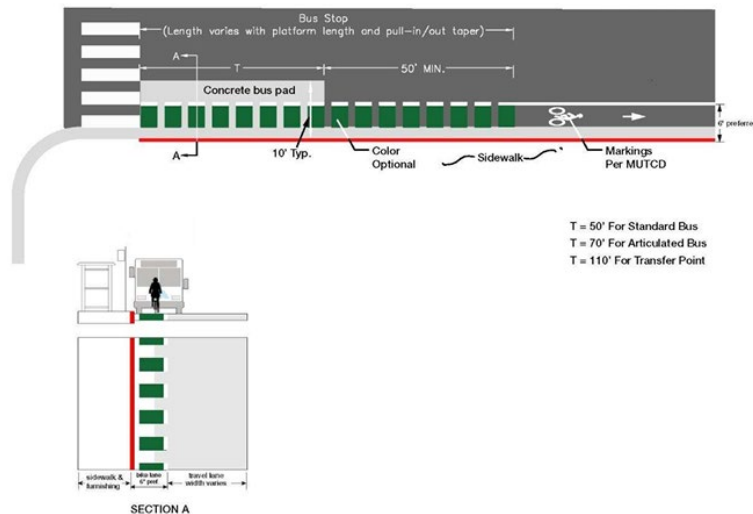 Bus Stop
(Length varies with platform length and pull-in/out taper)
A
T
50' MIN.
Concrete bus pad
A
10' Typ.
Color
Optional
Sidewalk
Markings
Per MUTCD
6' preferre
T = 50' For Standard Bus
T = 70' For Articulated Bus
T = 110' For Transfer Point
sidewalk &
furnishing
bike lane
6' pref
travel lane
width varies
SECTION A